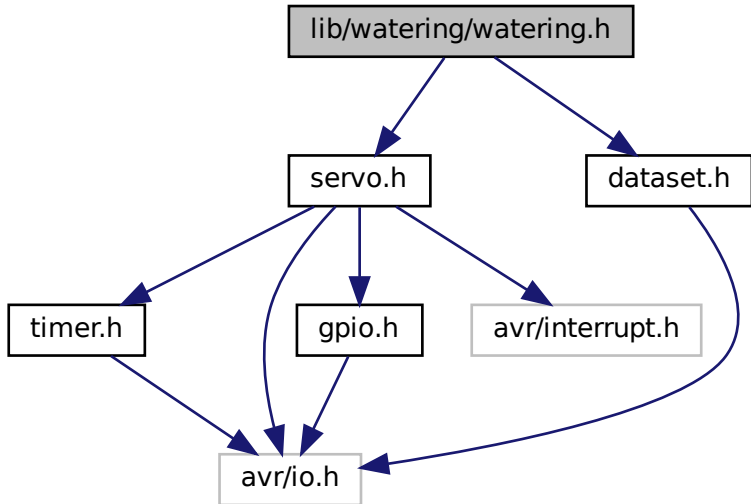 lib/watering/watering.h
servo.h
dataset.h
timer.h
gpio.h
avr/interrupt.h
avr/io.h